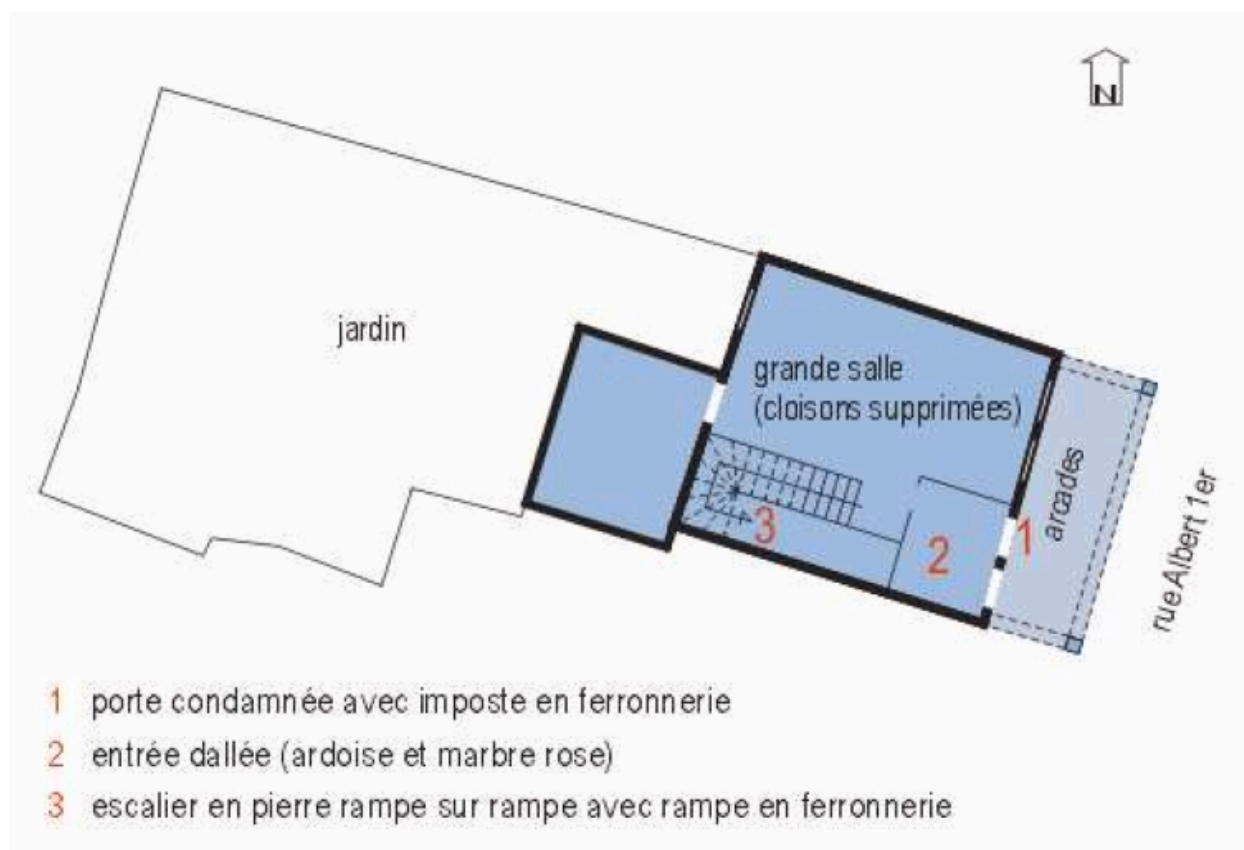 N
jardin
grande salle
(cloisons supprimées)
arcades
rue Albert 1er
1
2
3
1 porte condamnée avec imposte en ferronnerie
2 entrée dallée (ardoise et marbre rose)
3 escalier en pierre rampe sur rampe avec rampe en ferronnerie